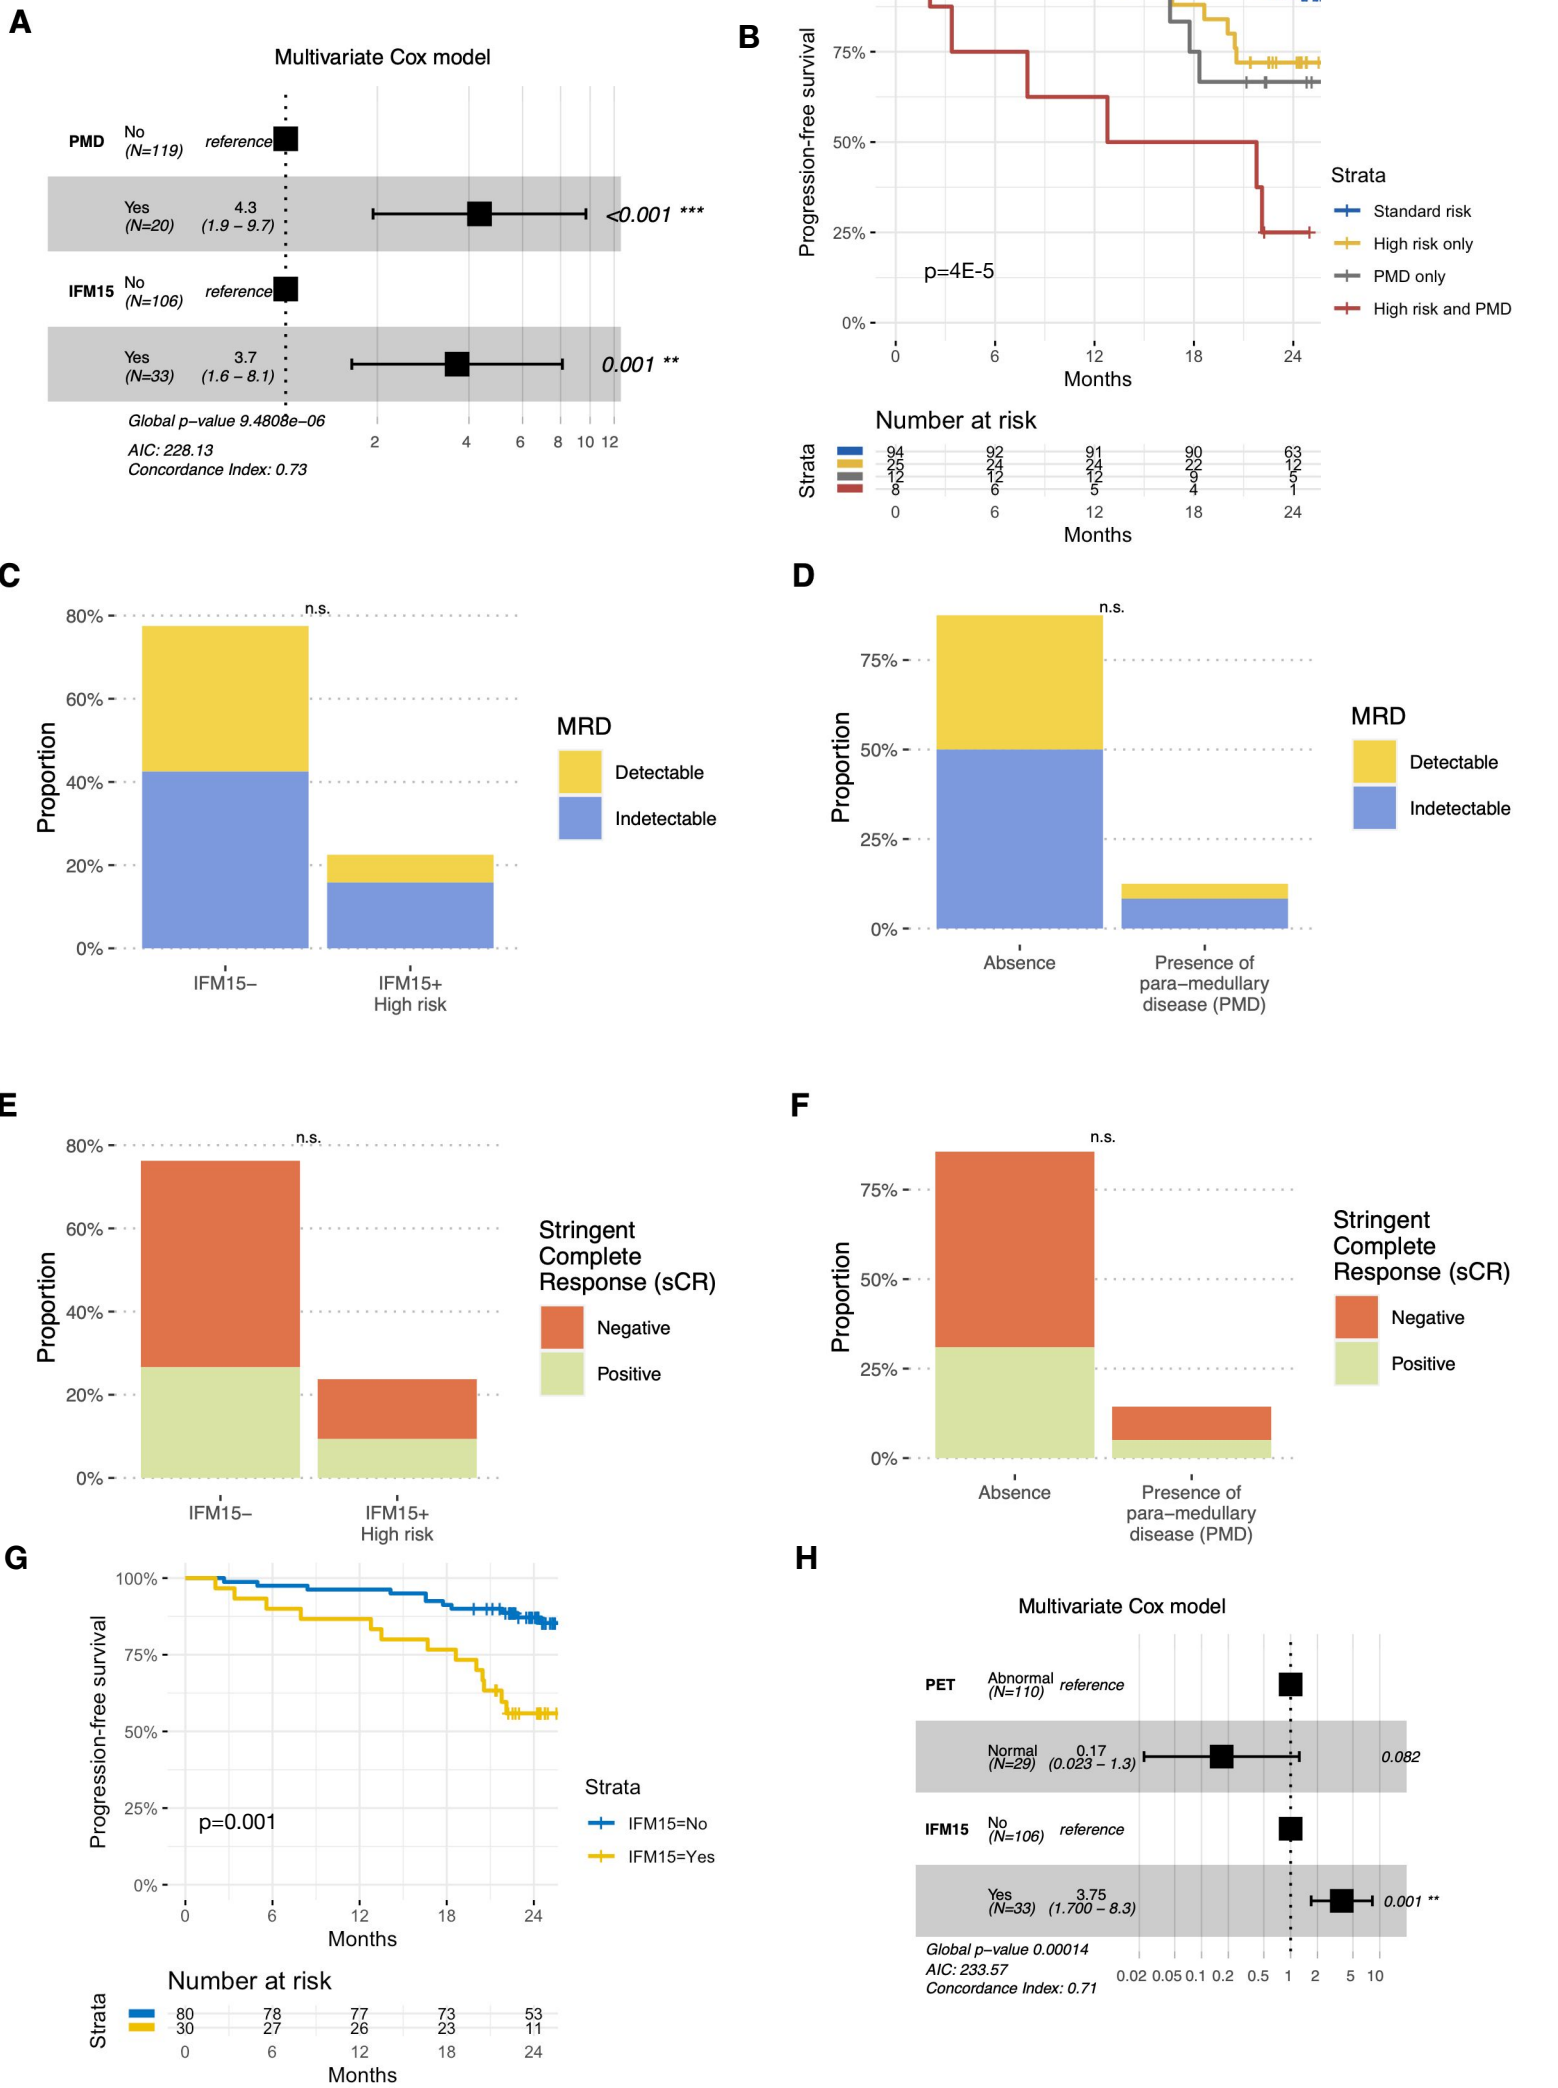 A
Multivariate Cox model
PMD
No
(N=119)
reference
Yes
(N=20)
4.3
(1.9 – 9.7)
<0.001 ***
IFM15
No
(N=106)
reference
Yes
(N=33)
3.7
(1.6 – 8.1)
0.001 **
Global p−value 9.4808e−06
AIC: 228.13
Concordance Index: 0.73
2 4 6 8 10 12
B
Progression-free survival
75%
50%
25%
0%
p=4E-5
0 6 12 18 24
Months
Strata
Standard risk
High risk only
PMD only
High risk and PMD
Number at risk
Strata
94 92 91 90 63
25 24 24 22 12
12 12 12 9 5
8 6 5 4 1
0 6 12 18 24
Months
C
n.s.
Proportion
80%
60%
40%
20%
0%
IFM15−
IFM15+
High risk
MRD
Detectable
Indetectable
D
n.s.
Proportion
75%
50%
25%
0%
Absence
Presence of
para−medullary
disease (PMD)
MRD
Detectable
Indetectable
E
n.s.
Proportion
80%
60%
40%
20%
0%
IFM15−
IFM15+
High risk
Stringent
Complete
Response (sCR)
Negative
Positive
F
n.s.
Proportion
75%
50%
25%
0%
Absence
Presence of
para−medullary
disease (PMD)
Stringent
Complete
Response (sCR)
Negative
Positive
G
Progression-free survival
100%
75%
50%
25%
0%
p=0.001
0 6 12 18 24
Months
Strata
IFM15=No
IFM15=Yes
Number at risk
Strata
80 78 77 73 53
30 27 26 23 11
0 6 12 18 24
Months
H
Multivariate Cox model
PET
Abnormal
(N=110)
reference
Normal
(N=29)
0.17
(0.023 – 1.3)
0.082
IFM15
No
(N=106)
reference
Yes
(N=33)
3.75
(1.700 – 8.3)
0.001 **
Global p−value 0.00014
AIC: 233.57
Concordance Index: 0.71
0.02 0.05 0.1 0.2 0.5 1 2 5 10